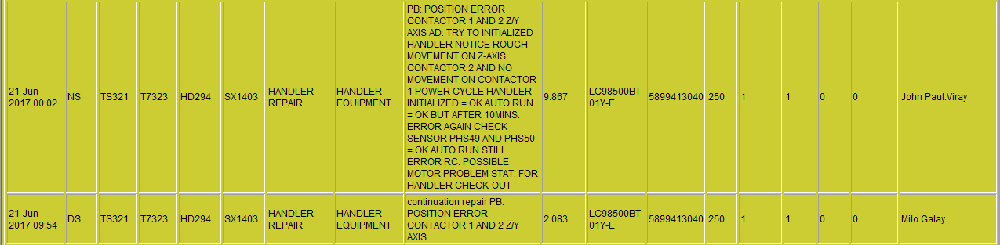 21-Jun-
2017 00:02
NS
TS321
T7323
HD294
SX1403
HANDLER
REPAIR
HANDLER
EQUIPMENT
PB: POSITION ERROR
CONTACTOR 1 AND 2 Z/Y
AXIS AD: TRY TO INITIALIZED
HANDLER NOTICE ROUGH
MOVEMENT ON Z-AXIS
CONTACTOR 2 AND NO
MOVEMENT ON CONTACTOR
1 POWER CYCLE HANDLER
INITIALIZED = OK AUTO RUN
= OK BUT AFTER 10MINS.
ERROR AGAIN CHECK
SENSOR PHS49 AND PHS50
= OK AUTO RUN STILL
ERROR RC: POSSIBLE
MOTOR PROBLEM STAT: FOR
HANDLER CHECK-OUT
9.867
LC98500BT-
01Y-E
5899413040
250
1
1
0
0
John Paul.Viray
21-Jun-
2017 09:54
DS
TS321
T7323
HD294
SX1403
HANDLER
REPAIR
HANDLER
EQUIPMENT
continuation repair PB:
POSITION ERROR
CONTACTOR 1 AND 2 Z/Y
AXIS
2.083
LC98500BT-
01Y-E
5899413040
250
1
1
0
0
Milo.Galay